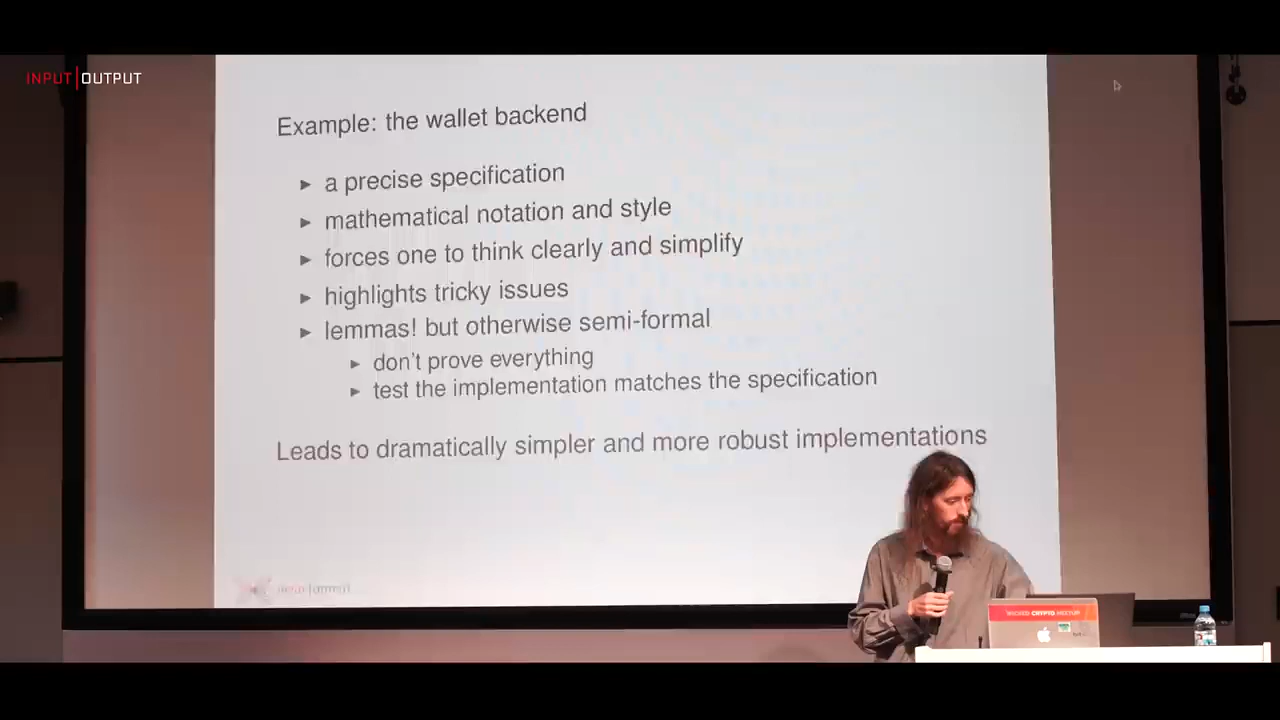 INPUT|OUTPUT
Example: the wallet backend
▶ a precise specification
▶ mathematical notation and style
▶ forces one to think clearly and simplify
▶ highlights tricky issues
▶ lemmas! but otherwise semi-formal
▶ don't prove everything
▶ test the implementation matches the specification
Leads to dramatically simpler and more robust implementations
CRYPTO MEETUP